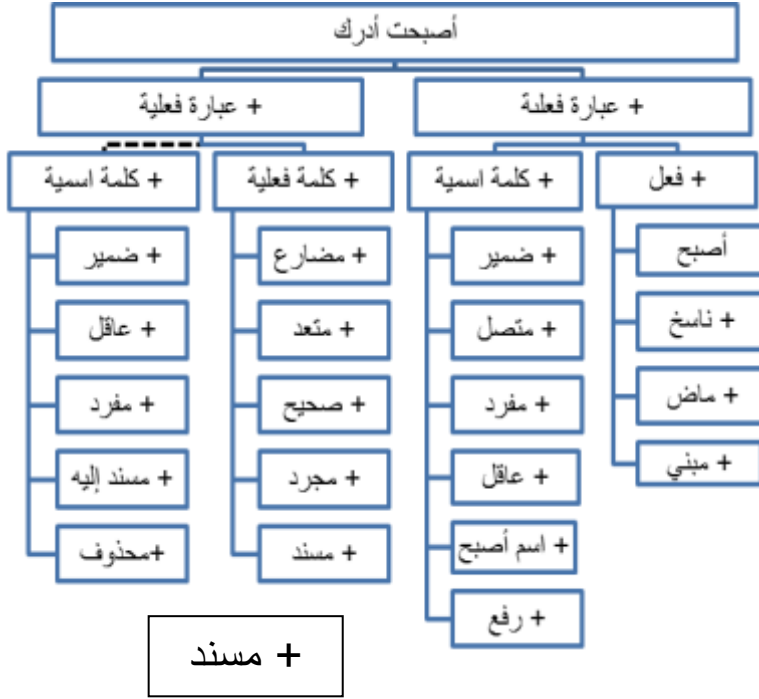 أصبحت أدرك
+ عبارة فعلية
+ عبارة فعلية
+ فعل
أصبح
+ ناسخ
+ ماض
+ مبني
+ كلمة اسمية
+ ضمير
+ متصل
+ مفرد
+ عاقل
+ اسم أصبح
+ رفع
+ كلمة فعلية
+ مضارع
+ متعد
+ صحيح
+ مجرد
+ مسند
+ كلمة اسمية
+ ضمير
+ عاقل
+ مفرد
+ مسند إليه
+محذوف
+ مسند